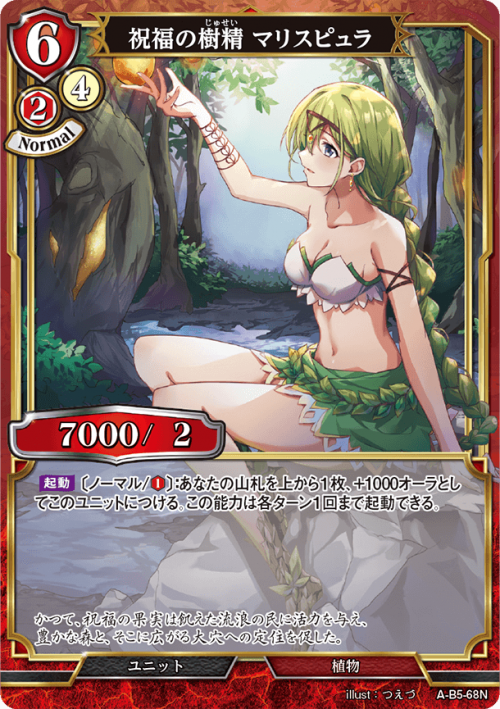 じゅせい
祝福の樹精 マリスピュラ
6
2
4
Normal
7000/ 2
起動 〔ノーマル/1〕:あなたの山札を上から1枚、+1000オーラとし
てこのユニットにつける。この能力は各ターン1回まで起動できる。
かつて、祝福の果実は飢えた流浪の民に活力を与え、
豊かな森と、そこに広がる大穴への定住を促した。
ユニット
植物
illust:つえづ
A-B5-68N